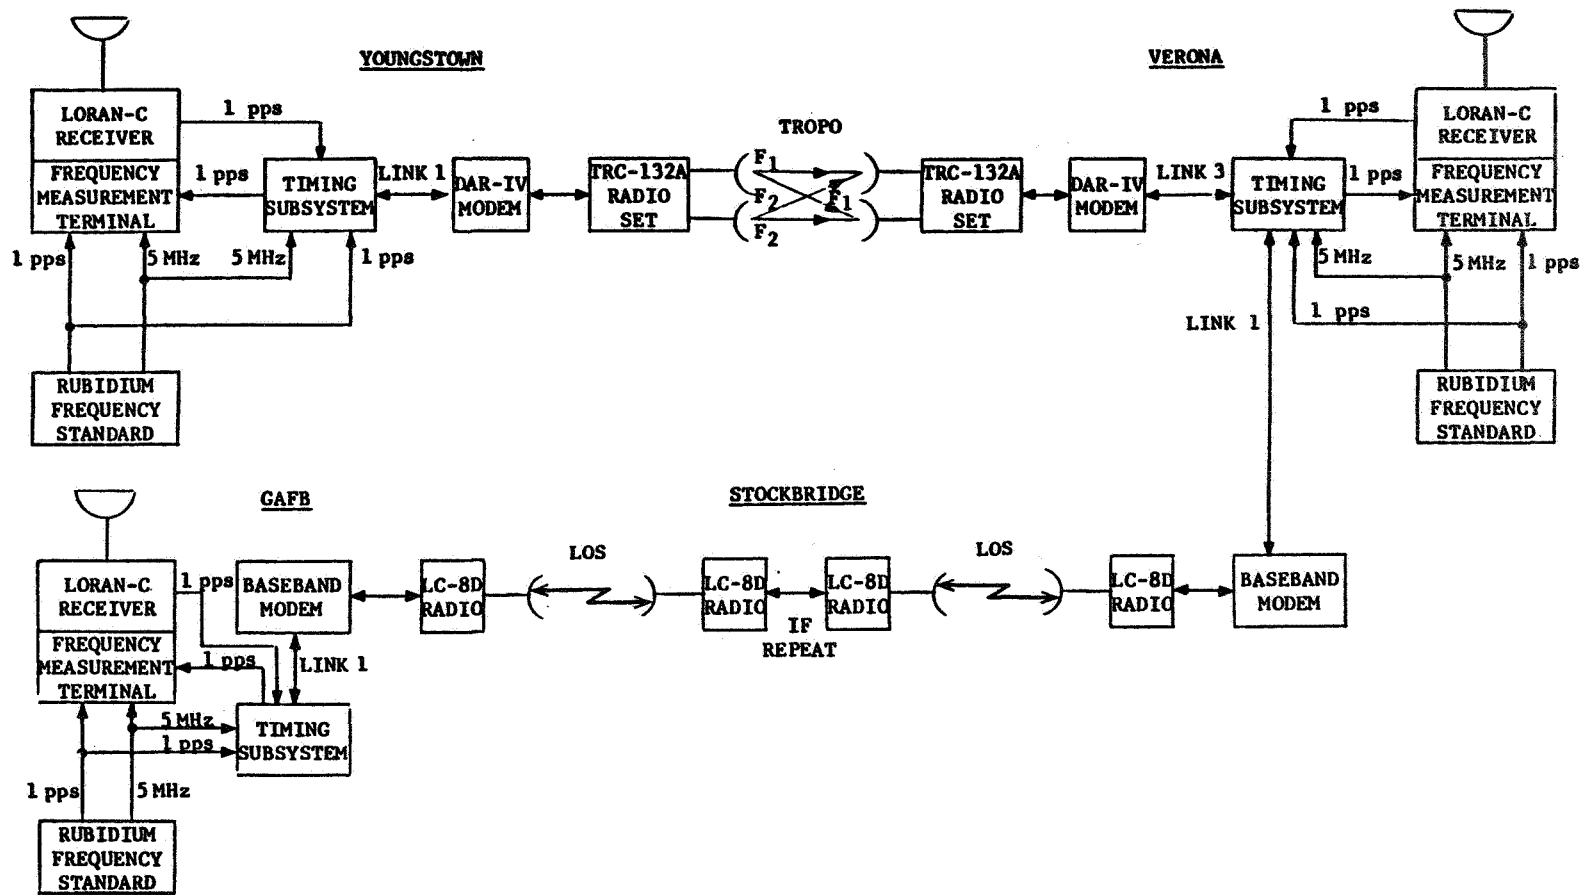 YOUNGSTOWN
VERONA
LORAN-C
RECEIVER
FREQUENCY
MEASUREMENT
TERMINAL
1 pps
1 pps
TIMING
SUBSYSTEM
LINK 1
DAR-IV
MODEM
TRC-132A
RADIO
SET
TROPO
F1
F2
F1
F2
TRC-132A
RADIO
SET
DAR-IV
MODEM
LINK 3
TIMING
SUBSYSTEM
1 pps
1 pps
LORAN-C
RECEIVER
FREQUENCY
MEASUREMENT
TERMINAL
1 pps
5 MHz
5 MHz
1 pps
5 MHz
5 MHz
1 pps
1 pps
LINK 1
RUBIDIUM
FREQUENCY
STANDARD
RUBIDIUM
FREQUENCY
STANDARD
GAFB
STOCKBRIDGE
LORAN-C
RECEIVER
FREQUENCY
MEASUREMENT
TERMINAL
1 pps
BASEBAND
MODEM
LC-8D
RADIO
LOS
LC-8D
RADIO
IF
REPEAT
LC-8D
RADIO
LOS
LC-8D
RADIO
BASEBAND
MODEM
1 pps
LINK 1
TIMING
SUBSYSTEM
5 MHz
1 pps
1 pps
5 MHz
RUBIDIUM
FREQUENCY
STANDARD